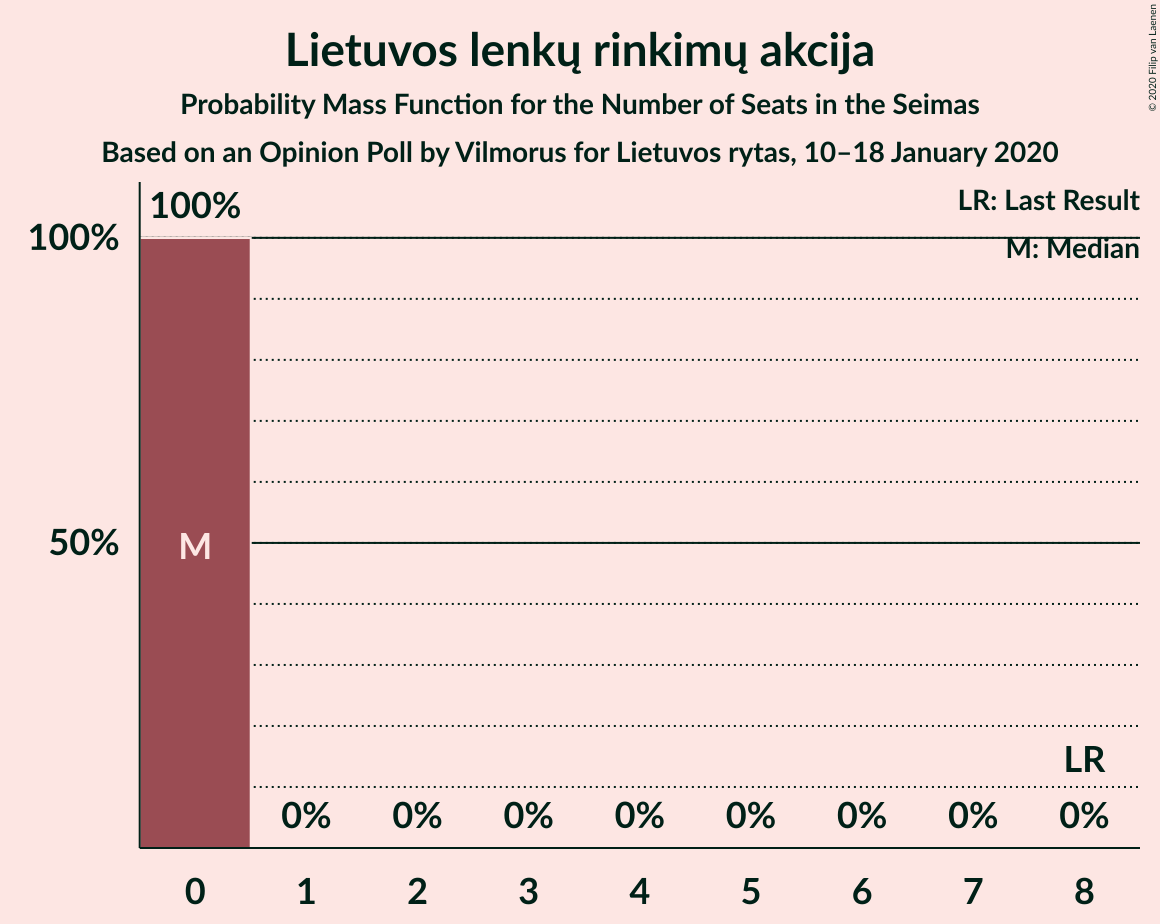 Lietuvos lenkų rinkimų akcija
Probability Mass Function for the Number of Seats in the Seimas
Based on an Opinion Poll by Vilmorus for Lietuvos rytas, 10–18 January 2020
© 2020 Filip van Laenen
LR: Last Result
M: Median
100%
100%
50%
M
LR
0% 0% 0% 0% 0% 0% 0% 0%
0 1 2 3 4 5 6 7 8